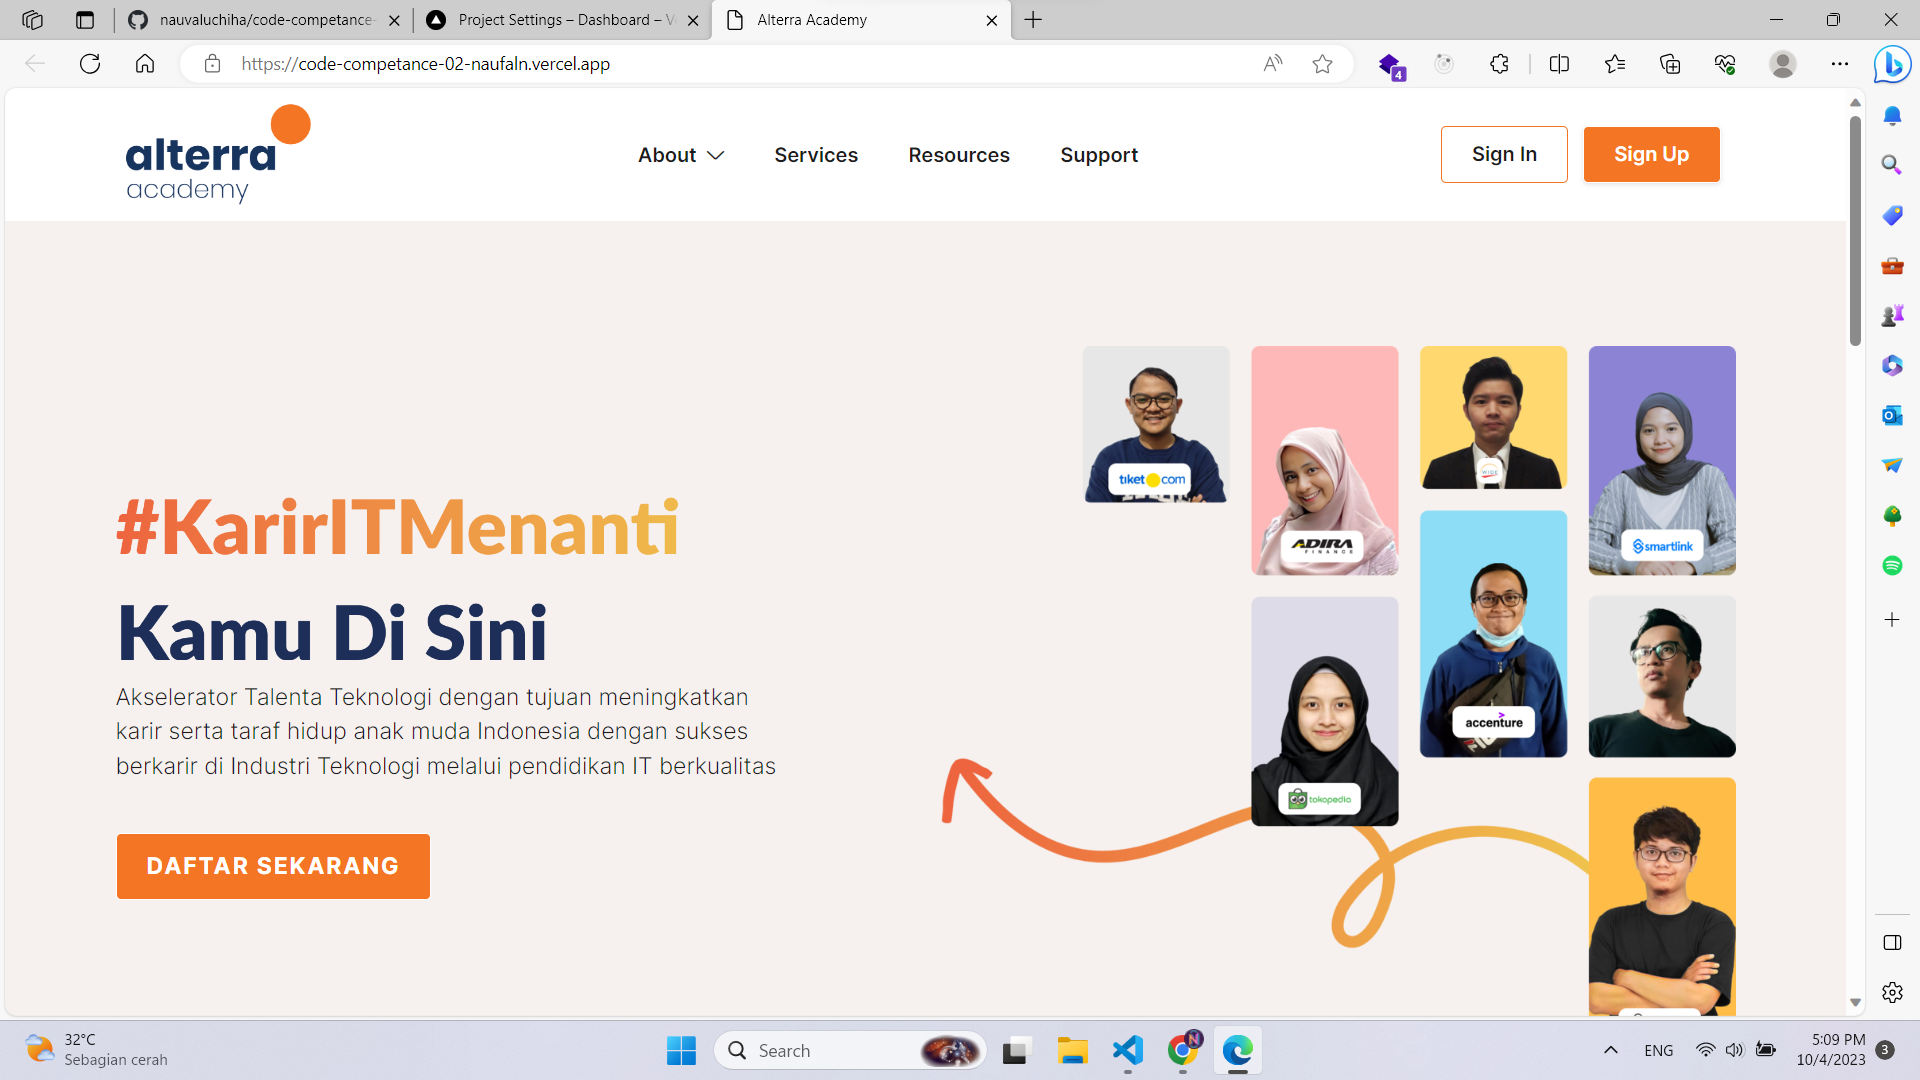 nauvaluchiha/code-competance-
Project Settings – Dashboard – Ve
Alterra Academy
https://code-competance-02-naufaln.vercel.app
4
alterra
academy
About
Services
Resources
Support
Sign In
Sign Up
#KarirITMenanti
Kamu Di Sini
Akselerator Talenta Teknologi dengan tujuan meningkatkan
karir serta taraf hidup anak muda Indonesia dengan sukses
berkarir di Industri Teknologi melalui pendidikan IT berkualitas
DAFTAR SEKARANG
tiket com
ADIRA
FINANCE
WIDE
smartlink
accenture
tokopedia
32°C
Sebagian cerah
Search
ENG
5:09 PM
10/4/2023
3